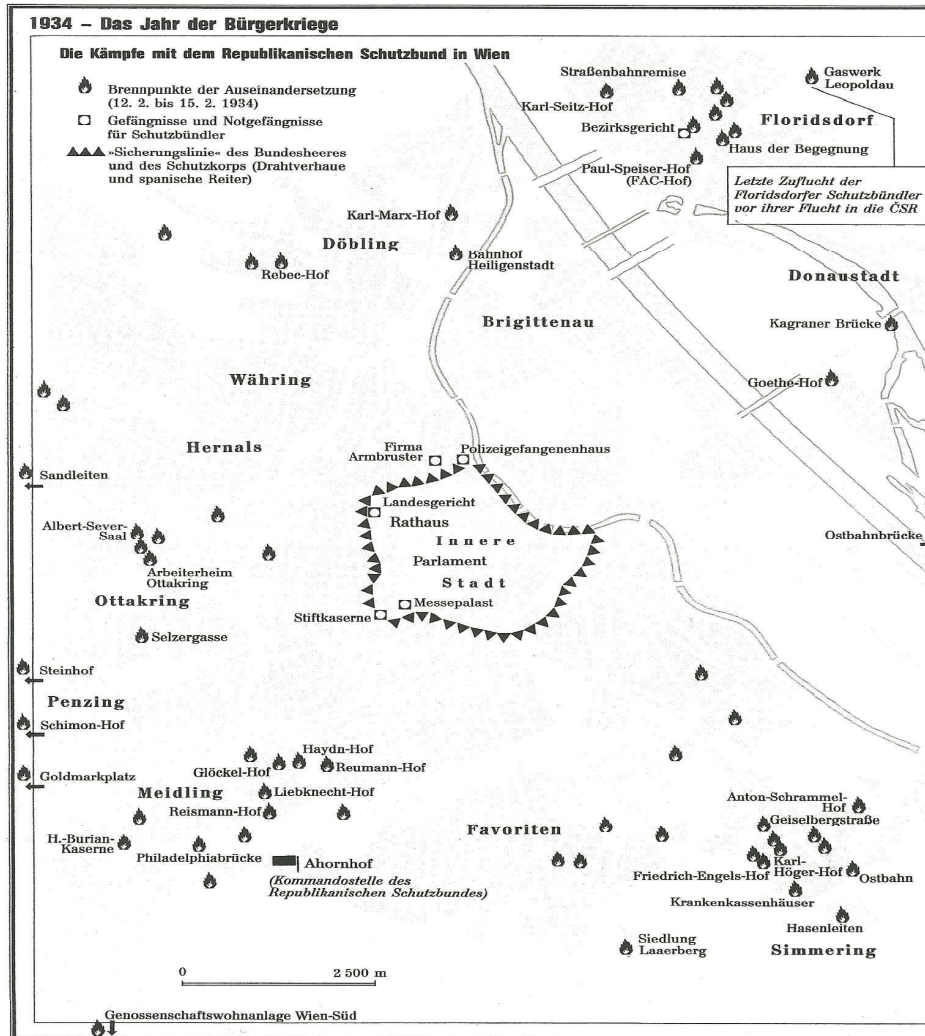 1934 – Das Jahr der Bürgerkriege
Die Kämpfe mit dem Republikanischen Schutzbund in Wien
Brennpunkte der Auseinandersetzung
(12. 2. bis 15. 2. 1934)
Gefängnisse und Notgefängnisse
für Schutzbündler
»Sicherungslinie« des Bundesheeres
und des Schutzkorps (Drahtverhaue
und spanische Reiter)
Straßenbahnremise
Karl-Seitz-Hof
Gaswerk
Leopoldau
Floridsdorf
Bezirksgericht
Haus der Begegnung
Paul-Speiser-Hof
(FAC-Hof)
Letzte Zuflucht der
Floridsdorfer Schutzbündler
vor ihrer Flucht in die ČSR
Karl-Marx-Hof
Döbling
Bahnhof
Heiligenstadt
Rebec-Hof
Donaustadt
Brigittenau
Kagraner Brücke
Währing
Goethe-Hof
Hernals
Firma
Armbruster
Polizeigefangenenhaus
Sandleiten
Landesgericht
Rathaus
Albert-Sever-
Saal
Innere
Ostbahnbrücke
Parlament
Arbeiterheim
Ottakring
Stadt
Ottakring
Messepalast
Stiftkaserne
Selzergasse
Steinhof
Penzing
Schimon-Hof
Haydn-Hof
Glöckel-Hof
Reumann-Hof
Goldmarkplatz
Meidling
Liebknecht-Hof
Anton-Schrammel-
Hof
Reismann-Hof
Geiselbergstraße
Favoriten
H.-Burian-
Kaserne
Philadelphiabrücke
Ahornhof
(Kommandostelle des
Republikanischen Schutzbundes)
Karl-
Höger-Hof
Friedrich-Engels-Hof
Ostbahn
Krankenkassenhäuser
Hasenleiten
Siedlung
Laaerberg
Simmering
0 2 500 m
Genossenschaftswohnanlage Wien-Süd